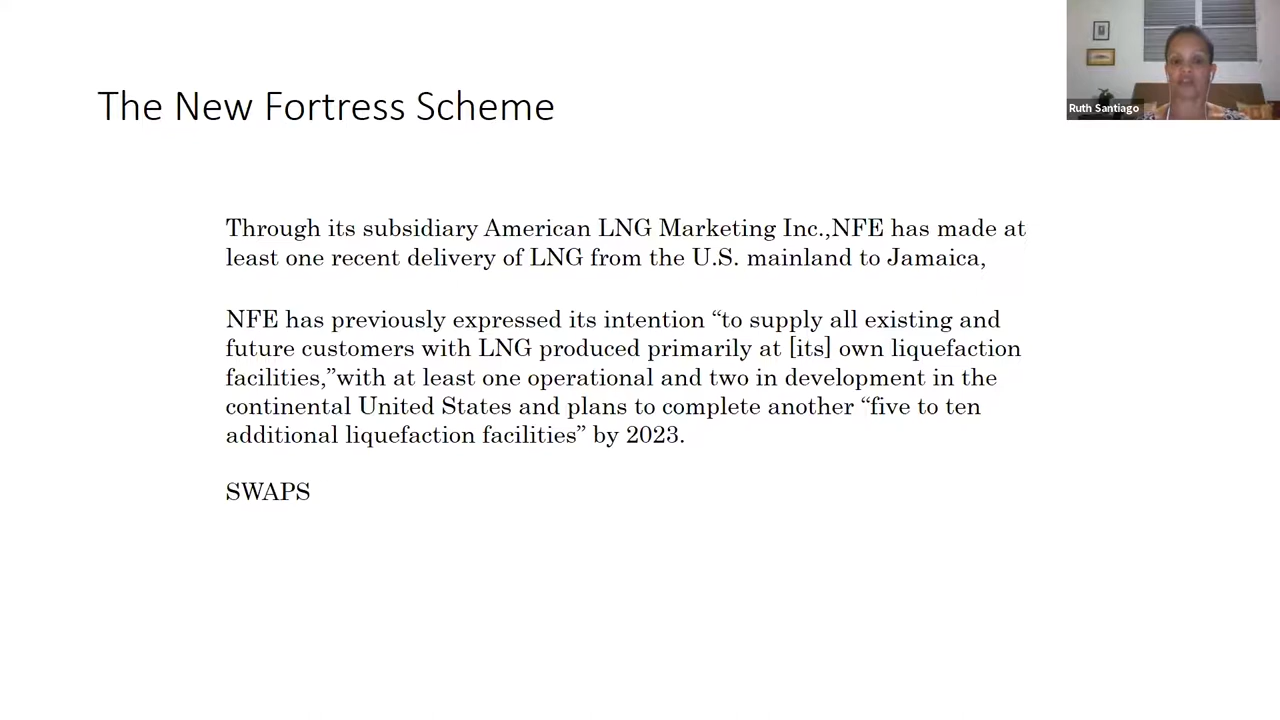 The New Fortress Scheme
Ruth Santiago
Through its subsidiary American LNG Marketing Inc.,NFE has made at
least one recent delivery of LNG from the U.S. mainland to Jamaica,
NFE has previously expressed its intention “to supply all existing and
future customers with LNG produced primarily at [its] own liquefaction
facilities,”with at least one operational and two in development in the
continental United States and plans to complete another “five to ten
additional liquefaction facilities” by 2023.
SWAPS